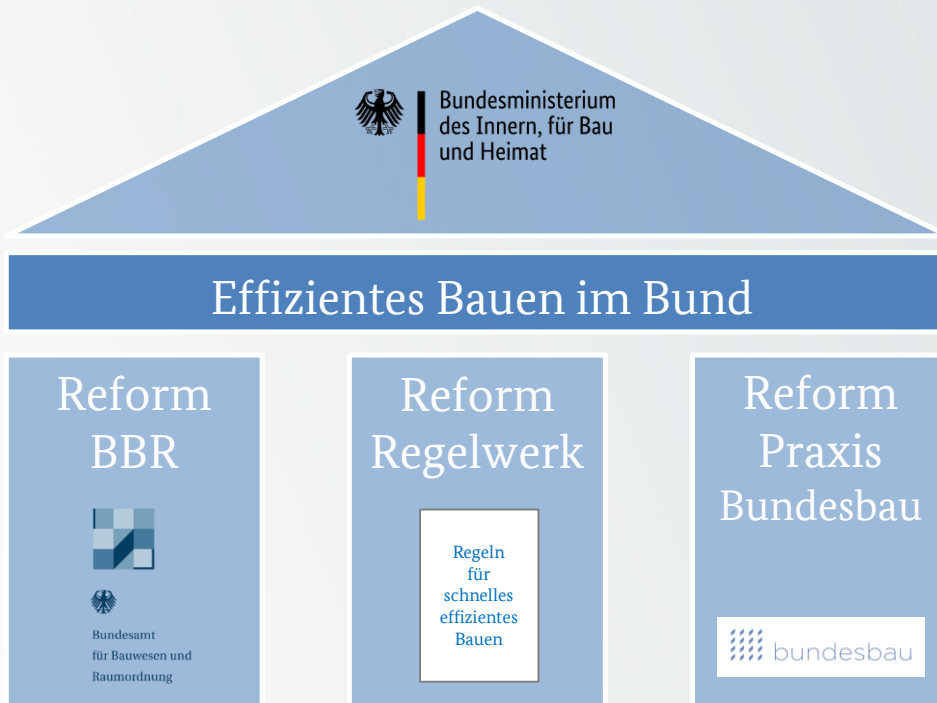 Bundesministerium
des Innern, für Bau
und Heimat
Effizientes Bauen im Bund
Reform
BBR
Bundesamt
für Bauwesen und
Raumordnung
Reform
Regelwerk
Regeln
für
schnelles
effizientes
Bauen
Reform
Praxis
Bundesbau
bundesbau